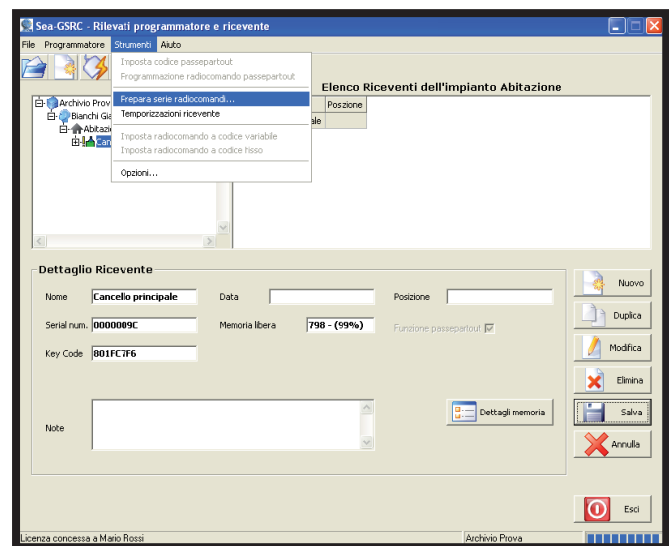 Sea-GSRC - Rilevati programmatore e ricevente
File Programmatore Strumenti Aiuto
Imposta codice passepartout
Programmazione radiocomando passepartout
Prepara serie radiocomandi...
Temporizzazioni ricevente
Imposta radiocomando a codice variabile
Imposta radiocomando a codice fisso
Opzioni...
Elenco Riceventi dell'impianto Abitazione
Poszione
ale
Archivio Prov
Bianchi Gia
Abitazi
Can
Dettaglio Ricevente
Nome Cancello principale Data Posizione
Serial num. 0000009C Memoria libera 798 - (99%) Funzione passepartout
Key Code 801FC7F6
Note
Dettagli memoria
Nuovo
Duplica
Modifica
Elimina
Salva
Annulla
Esci
Licenza concessa a Mario Rossi Archivio Prova